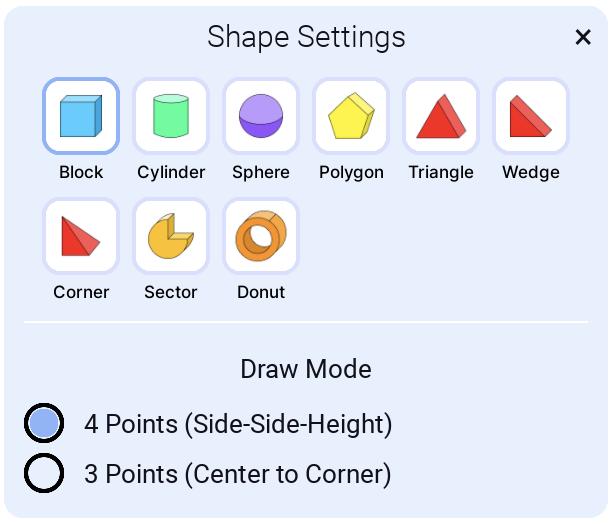 Shape Settings ×
Block Cylinder Sphere Polygon Triangle Wedge
Corner Sector Donut
Draw Mode
4 Points (Side-Side-Height)
3 Points (Center to Corner)